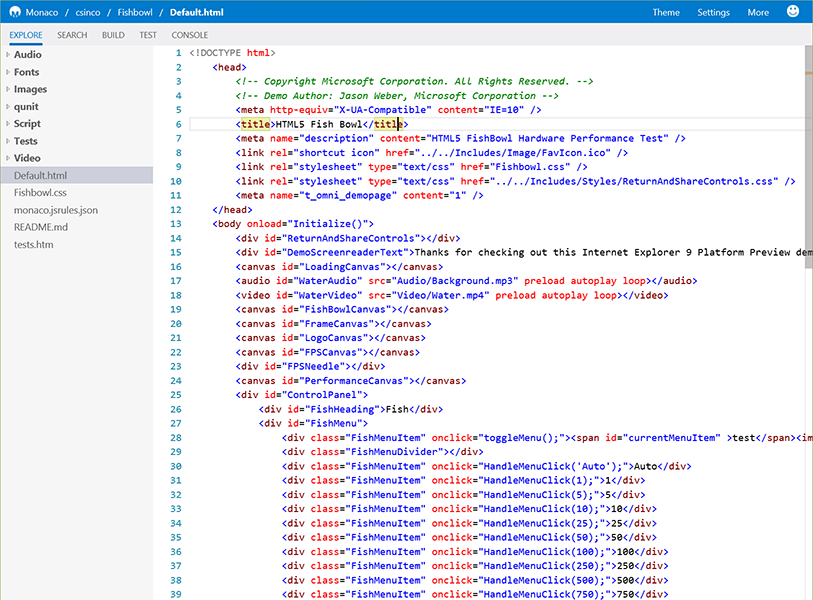 Monaco / csinco / Fishbowl / Default.html Theme Settings More
EXPLORE SEARCH BUILD TEST CONSOLE
Audio
Fonts
Images
qunit
Script
Tests
Video
Default.html
Fishbowl.css
monaco.jsrules.json
README.md
tests.htm
1 <!DOCTYPE html>
2 <head>
3 <!-- Copyright Microsoft Corporation. All Rights Reserved. -->
4 <!-- Demo Author: Jason Weber, Microsoft Corporation -->
5 <meta http-equiv="X-UA-Compatible" content="IE=10" />
6 <title>HTML5 Fish Bowl</title>
7 <meta name="description" content="HTML5 FishBowl Hardware Performance Test" />
8 <link rel="shortcut icon" href="../../Includes/Image/FavIcon.ico" />
9 <link rel="stylesheet" type="text/css" href="Fishbowl.css" />
10 <link rel="stylesheet" type="text/css" href="../../Includes/Styles/ReturnAndShareControls.css" />
11 <meta name="t_omni_demopage" content="1" />
12 </head>
13 <body onload="Initialize()">
14 <div id="ReturnAndShareControls"></div>
15 <div id="DemoScreenreaderText">Thanks for checking out this Internet Explorer 9 Platform Preview dem
16 <canvas id="LoadingCanvas"></canvas>
17 <audio id="WaterAudio" src="Audio/Background.mp3" preload autoplay loop></audio>
18 <video id="WaterVideo" src="Video/Water.mp4" preload autoplay loop></video>
19 <canvas id="FishBowlCanvas"></canvas>
20 <canvas id="FrameCanvas"></canvas>
21 <canvas id="LogoCanvas"></canvas>
22 <canvas id="FPSCanvas"></canvas>
23 <div id="FPSNeedle"></div>
24 <canvas id="PerformanceCanvas"></canvas>
25 <div id="ControlPanel">
26 <div id="FishHeading">Fish</div>
27 <div id="FishMenu">
28 <div class="FishMenuItem" onclick="toggleMenu();"><span id="currentMenuItem" >test</span><im
29 <div class="FishMenuDivider"></div>
30 <div class="FishMenuItem" onclick="HandleMenuClick('Auto');">Auto</div>
31 <div class="FishMenuItem" onclick="HandleMenuClick(1);">1</div>
32 <div class="FishMenuItem" onclick="HandleMenuClick(5);">5</div>
33 <div class="FishMenuItem" onclick="HandleMenuClick(10);">10</div>
34 <div class="FishMenuItem" onclick="HandleMenuClick(25);">25</div>
35 <div class="FishMenuItem" onclick="HandleMenuClick(50);">50</div>
36 <div class="FishMenuItem" onclick="HandleMenuClick(100);">100</div>
37 <div class="FishMenuItem" onclick="HandleMenuClick(250);">250</div>
38 <div class="FishMenuItem" onclick="HandleMenuClick(500);">500</div>
39 <div class="FishMenuItem" onclick="HandleMenuClick(750);">750</div>